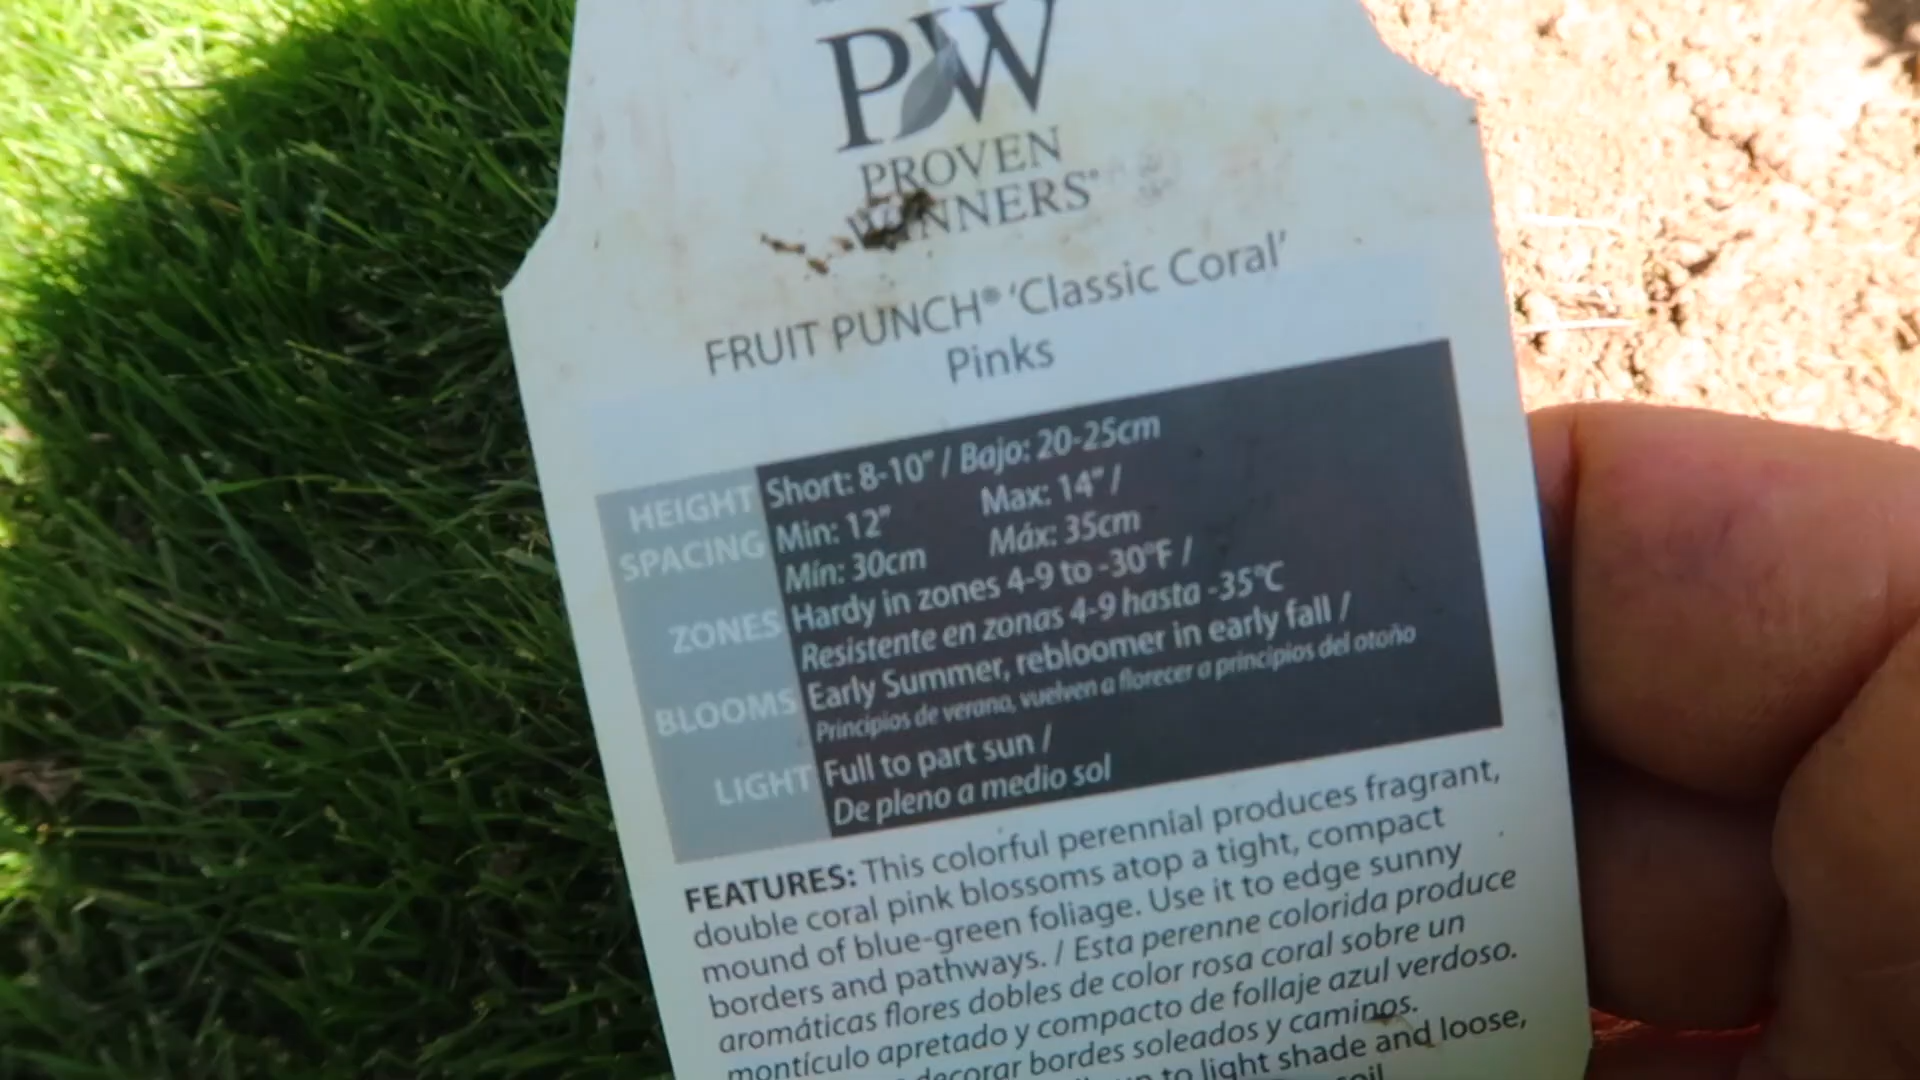 PW
PROVEN
WINNERS®
FRUIT PUNCH® 'Classic Coral'
Pinks
HEIGHT Short: 8-10" / Bajo: 20-25cm
SPACING Min: 12" Max: 14" /
Mín: 30cm Máx: 35cm
ZONES Hardy in zones 4-9 to -30°F /
Resistente en zonas 4-9 hasta -35°C
BLOOMS Early Summer, rebloomer in early fall /
Principios de verano, vuelven a florecer a principios del otoño
LIGHT Full to part sun /
De pleno a medio sol
FEATURES: This colorful perennial produces fragrant,
double coral pink blossoms atop a tight, compact
mound of blue-green foliage. Use it to edge sunny
borders and pathways. / Esta perenne colorida produce
aromáticas flores dobles de color rosa coral sobre un
montículo apretado y compacto de follaje azul verdoso.
decorar bordes soleados y caminos.
to light shade and loose,
soil